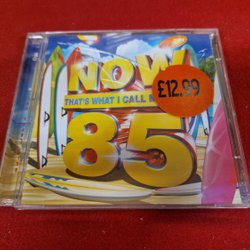 NOW
£12.99
THAT'S WHAT I CALL M
85